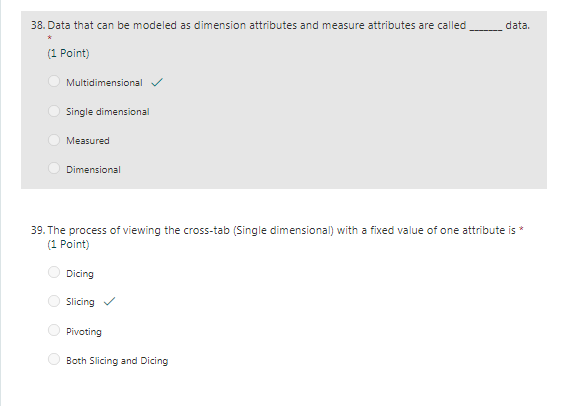 38. Data that can be modeled as dimension attributes and measure attributes are called ______ data.
*
(1 Point)
Multidimensional ✓
Single dimensional
Measured
Dimensional
39. The process of viewing the cross-tab (Single dimensional) with a fixed value of one attribute is *
(1 Point)
Dicing
Slicing ✓
Pivoting
Both Slicing and Dicing